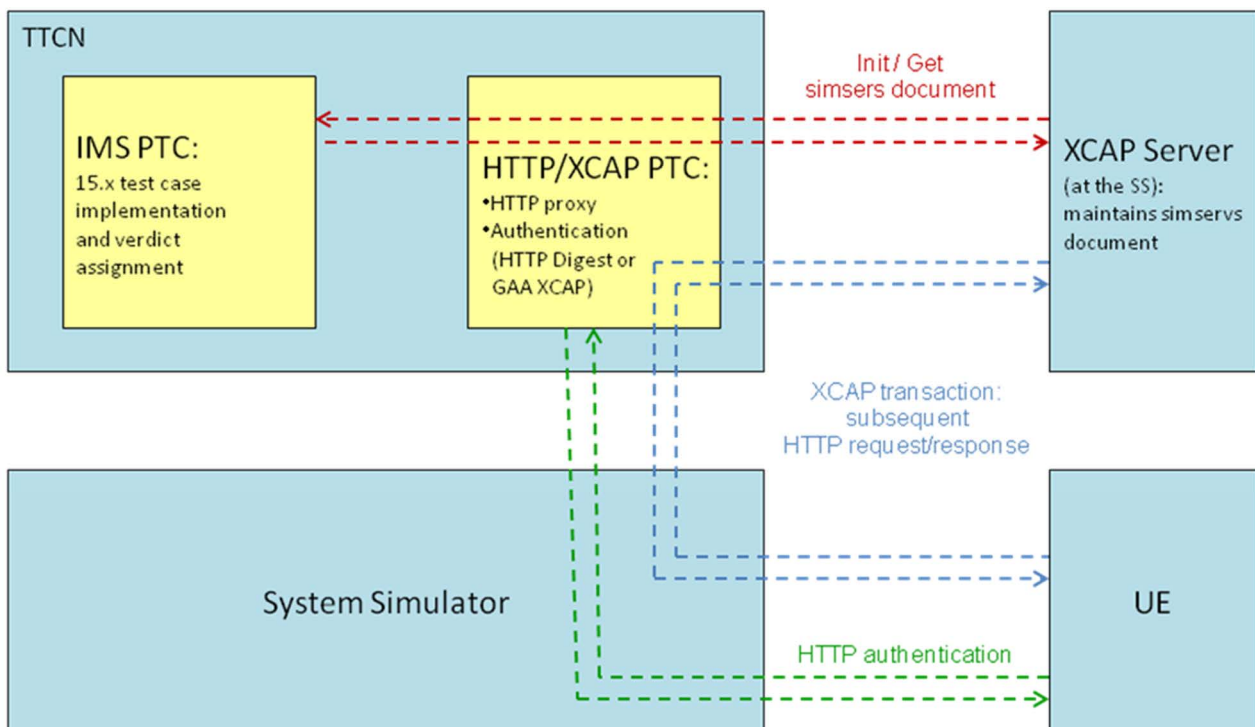 TTCN
IMS PTC:
15.x test case
implementation
and verdict
assignment
HTTP/XCAP PTC:
•HTTP proxy
•Authentication
(HTTP Digest or
GAA XCAP)
Init / Get
simsers document
XCAP Server
(at the SS):
maintains simservs
document
XCAP transaction:
subsequent
HTTP request/response
System Simulator
UE
HTTP authentication